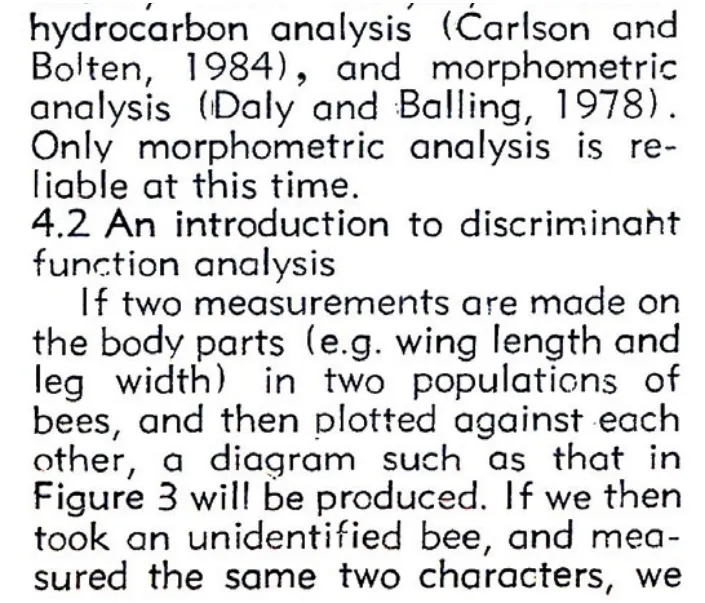 hydrocarbon analysis (Carlson and
Bolten, 1984), and morphometric
analysis (Daly and Balling, 1978).
Only morphometric analysis is re-
liable at this time.
4.2 An introduction to discriminant
function analysis
If two measurements are made on
the body parts (e.g. wing length and
leg width) in two populations of
bees, and then plotted against each
other, a diagram such as that in
Figure 3 will be produced. If we then
took an unidentified bee, and mea-
sured the same two characters, we